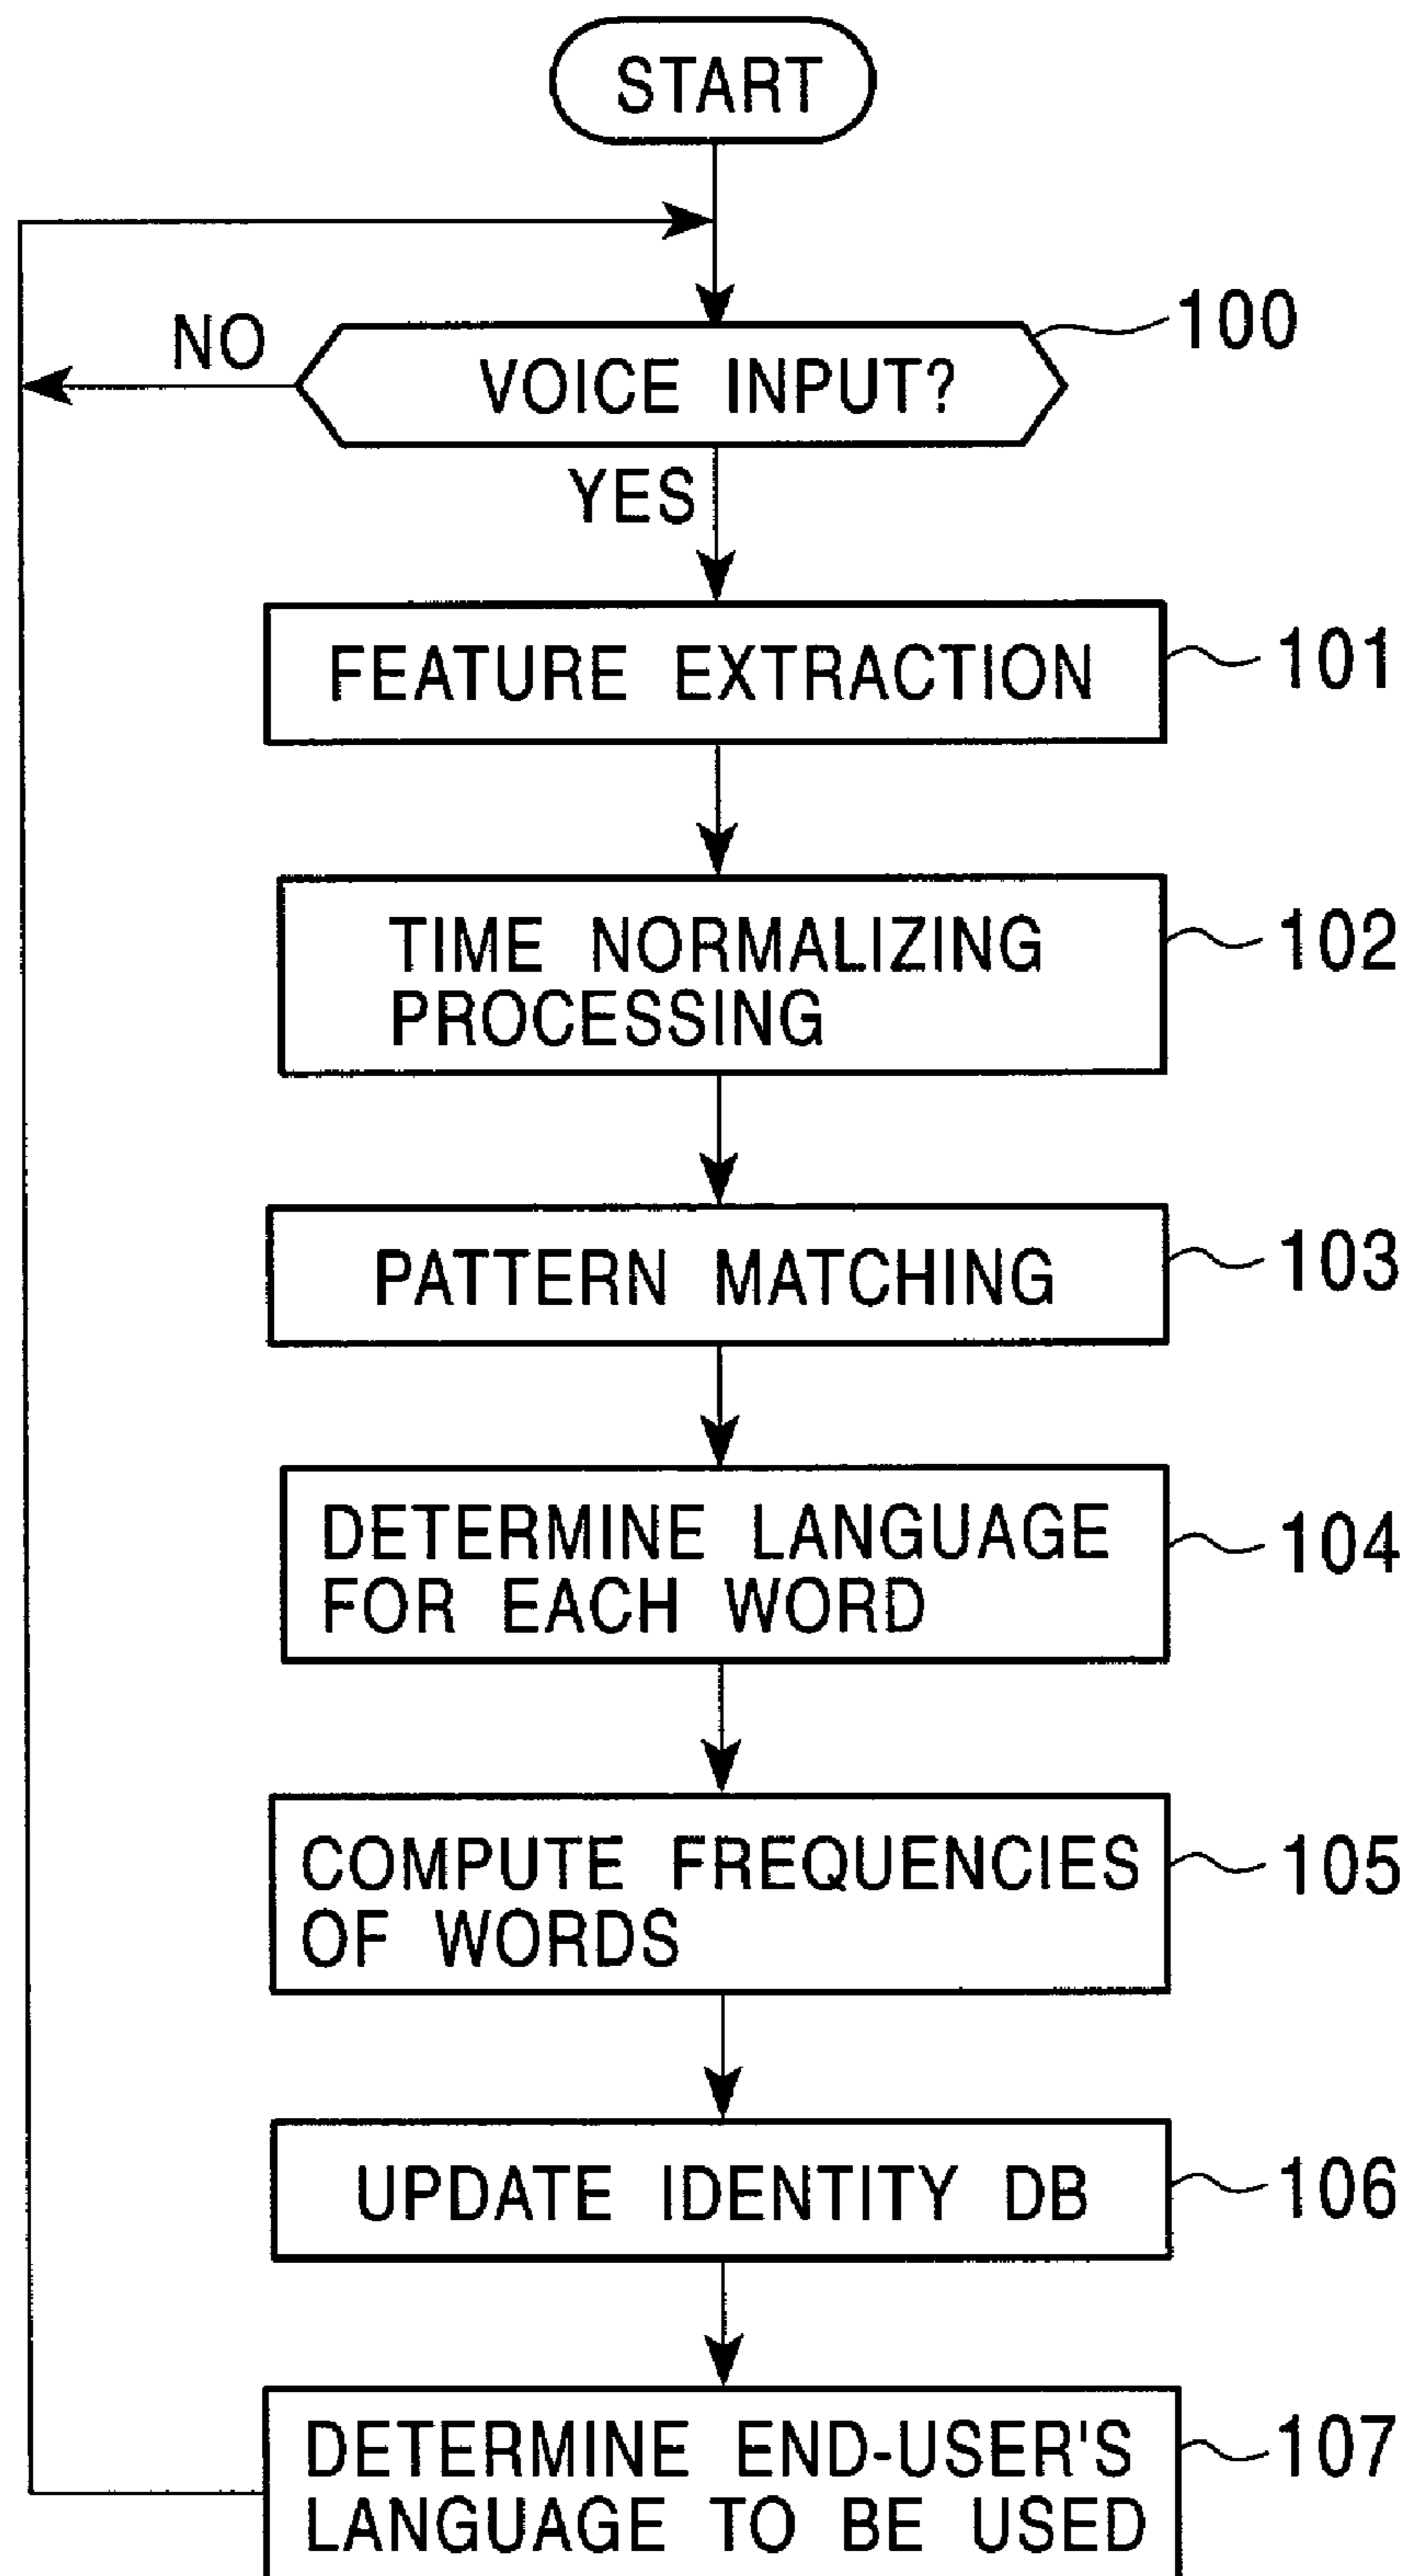 START
NO
VOICE INPUT?
100
YES
FEATURE EXTRACTION
101
TIME NORMALIZING
PROCESSING
102
PATTERN MATCHING
103
DETERMINE LANGUAGE
FOR EACH WORD
104
COMPUTE FREQUENCIES
OF WORDS
105
UPDATE IDENTITY DB
106
DETERMINE END-USER'S
LANGUAGE TO BE USED
107